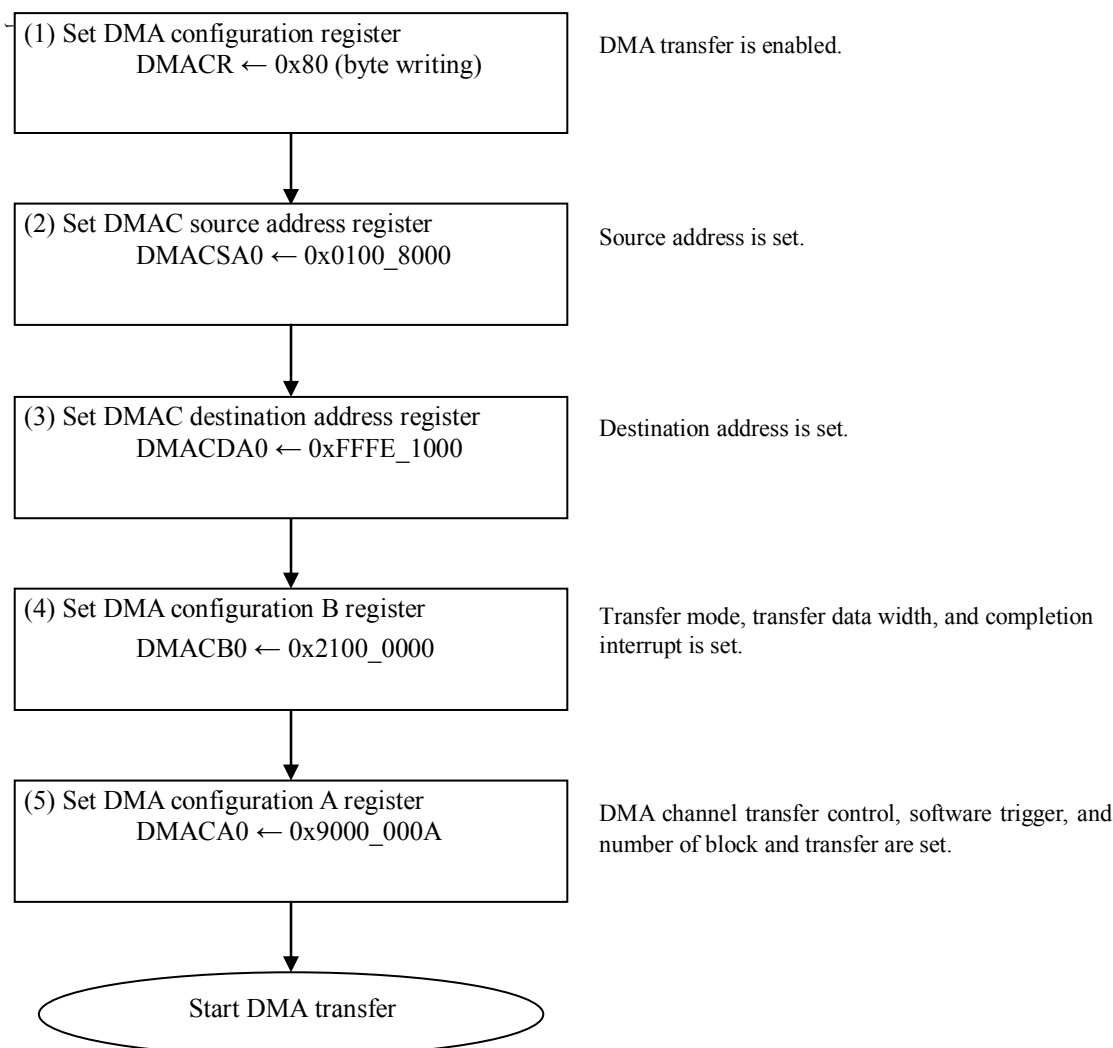 (1) Set DMA configuration register
DMACR ← 0x80 (byte writing)
DMA transfer is enabled.
(2) Set DMAC source address register
DMACSA0 ← 0x0100_8000
Source address is set.
(3) Set DMAC destination address register
DMACDA0 ← 0xFFFE_1000
Destination address is set.
(4) Set DMA configuration B register
DMACB0 ← 0x2100_0000
Transfer mode, transfer data width, and completion
interrupt is set.
(5) Set DMA configuration A register
DMACA0 ← 0x9000_000A
DMA channel transfer control, software trigger, and
number of block and transfer are set.
Start DMA transfer